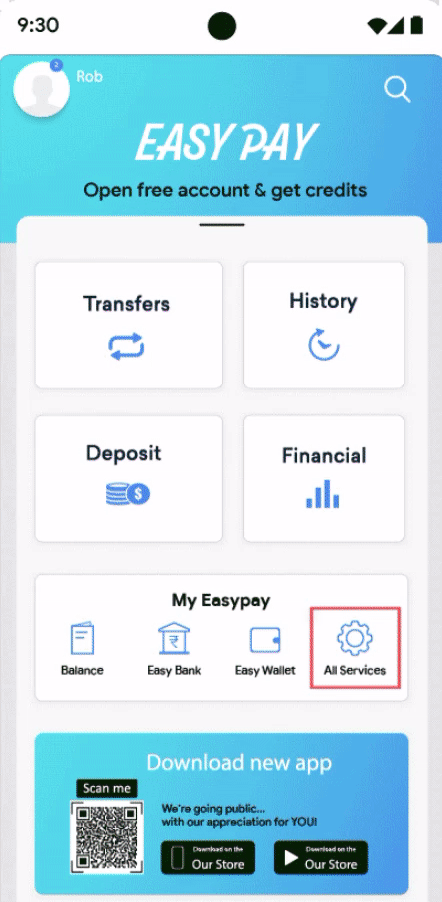 9:30
2
Rob
EASY PAY
Open free account & get credits
Transfers
History
Deposit
$
Financial
My Easypay
₹
Balance
Easy Bank
Easy Wallet
All Services
Download new app
Scan me
We're going public...
with our appreciation for YOU!
Download on the
Our Store
Download on the
Our Store